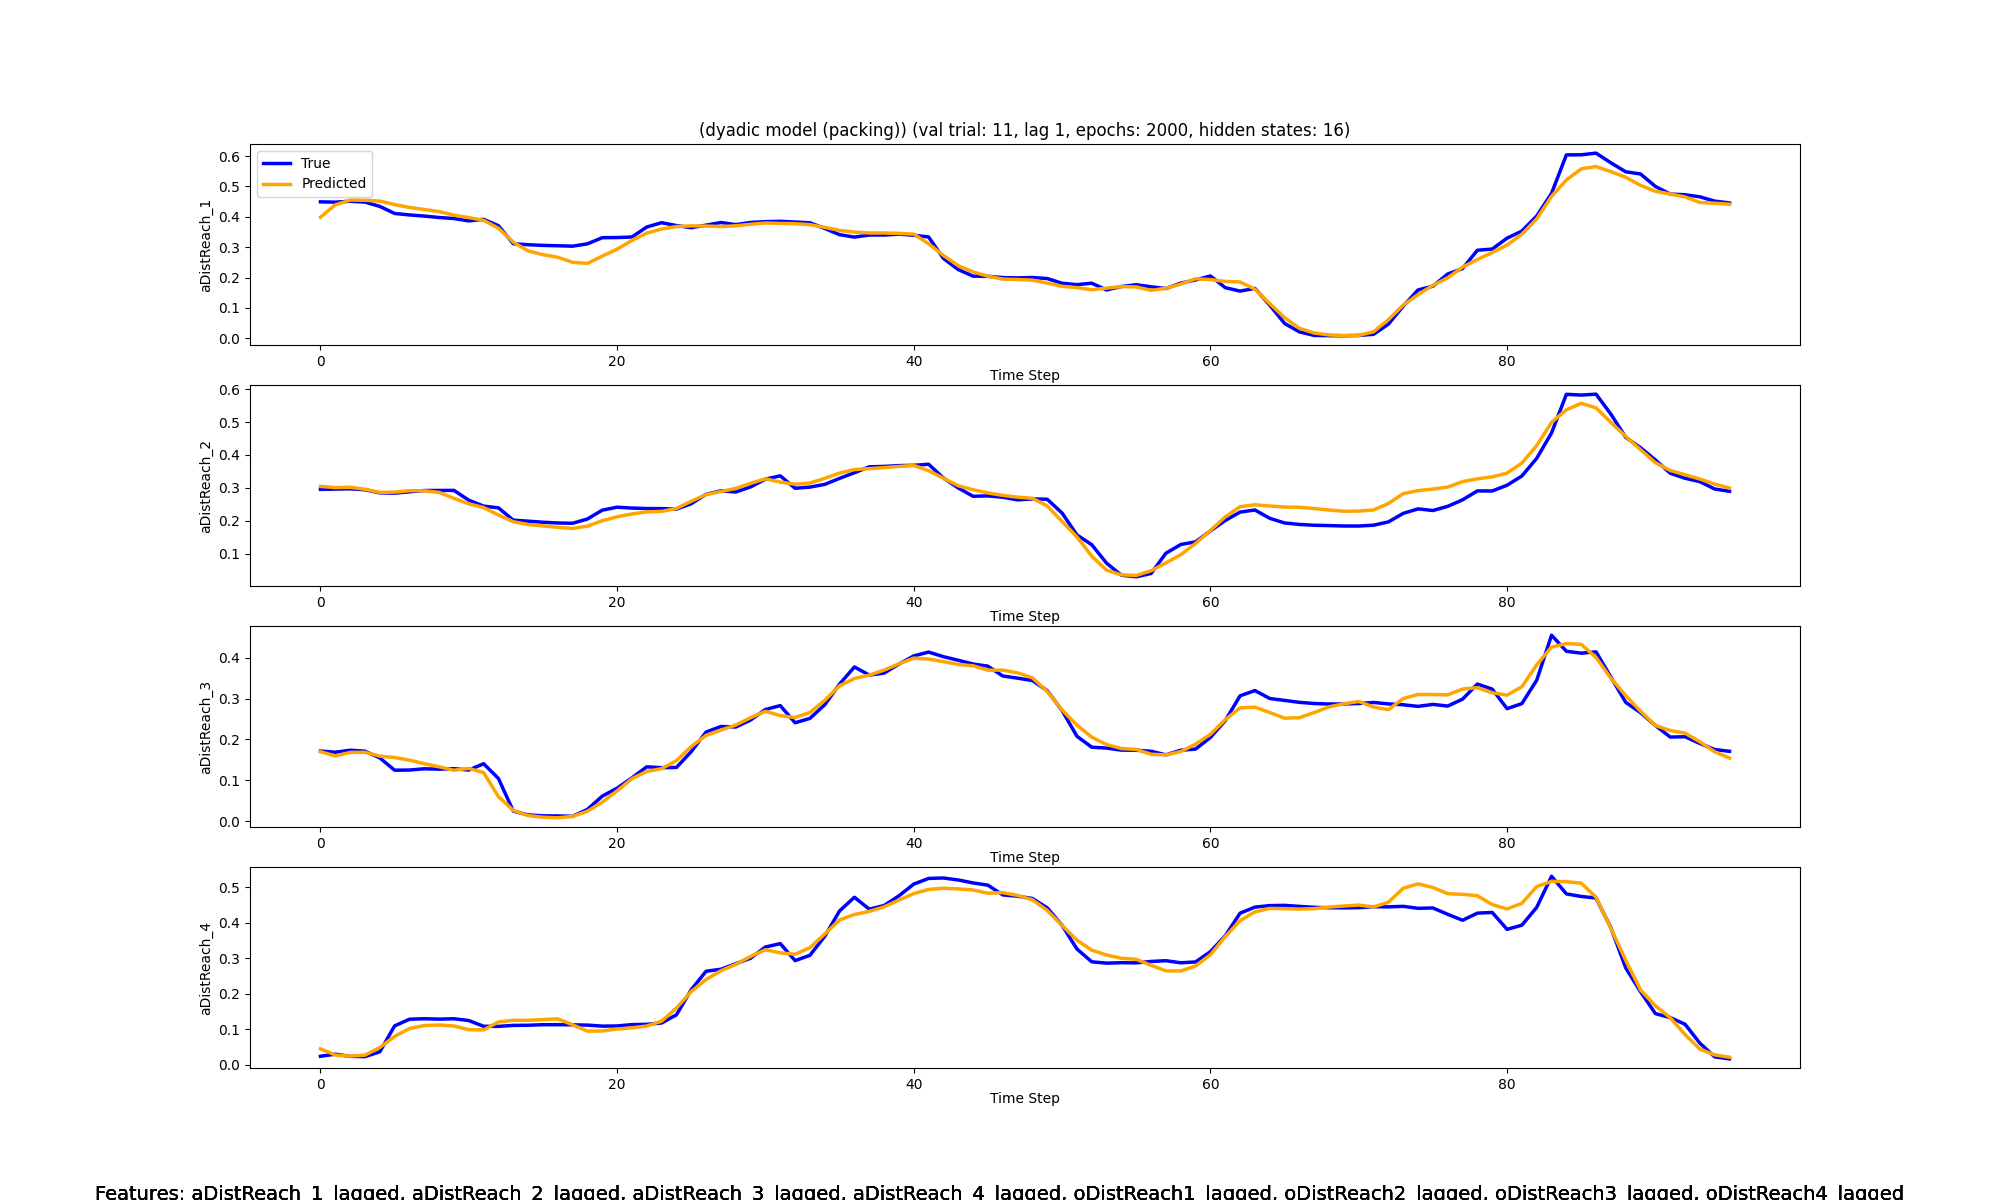 (dyadic model (packing)) (val trial: 11, lag 1, epochs: 2000, hidden states: 16)
True
Predicted
aDistReach_1
0.6
0.5
0.4
0.3
0.2
0.1
0.0
0 20 40 60 80
Time Step
aDistReach_2
0.6
0.5
0.4
0.3
0.2
0.1
0 20 40 60 80
Time Step
aDistReach_3
0.4
0.3
0.2
0.1
0.0
0 20 40 60 80
Time Step
aDistReach_4
0.5
0.4
0.3
0.2
0.1
0.0
0 20 40 60 80
Time Step
Features: aDistReach_1_lagged, aDistReach_2_lagged, aDistReach_3_lagged, aDistReach_4_lagged, oDistReach1_lagged, oDistReach2_lagged, oDistReach3_lagged, oDistReach4_lagged